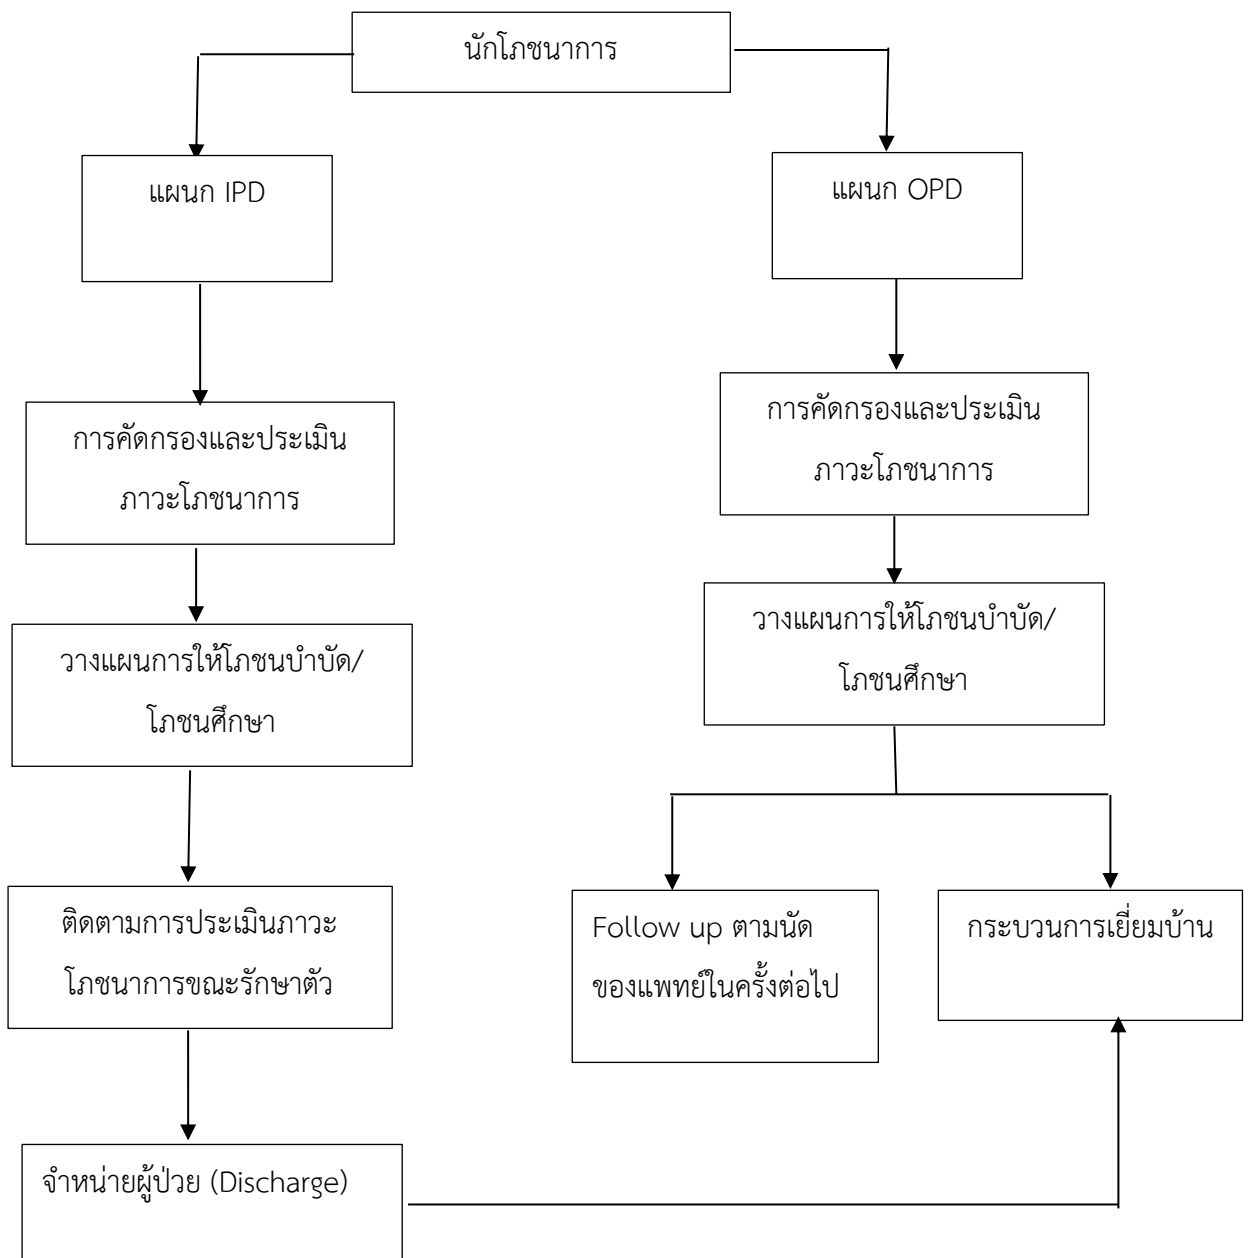 นักโภชนาการ
แผนก IPD
แผนก OPD
การคัดกรองและประเมิน
ภาวะโภชนาการ
การคัดกรองและประเมิน
ภาวะโภชนาการ
วางแผนการให้โภชนบำบัด/
โภชนศึกษา
วางแผนการให้โภชนบำบัด/
โภชนศึกษา
ติดตามการประเมินภาวะ
โภชนาการขณะรักษาตัว
Follow up ตามนัด
ของแพทย์ในครั้งต่อไป
กระบวนการเยี่ยมบ้าน
จำหน่ายผู้ป่วย (Discharge)